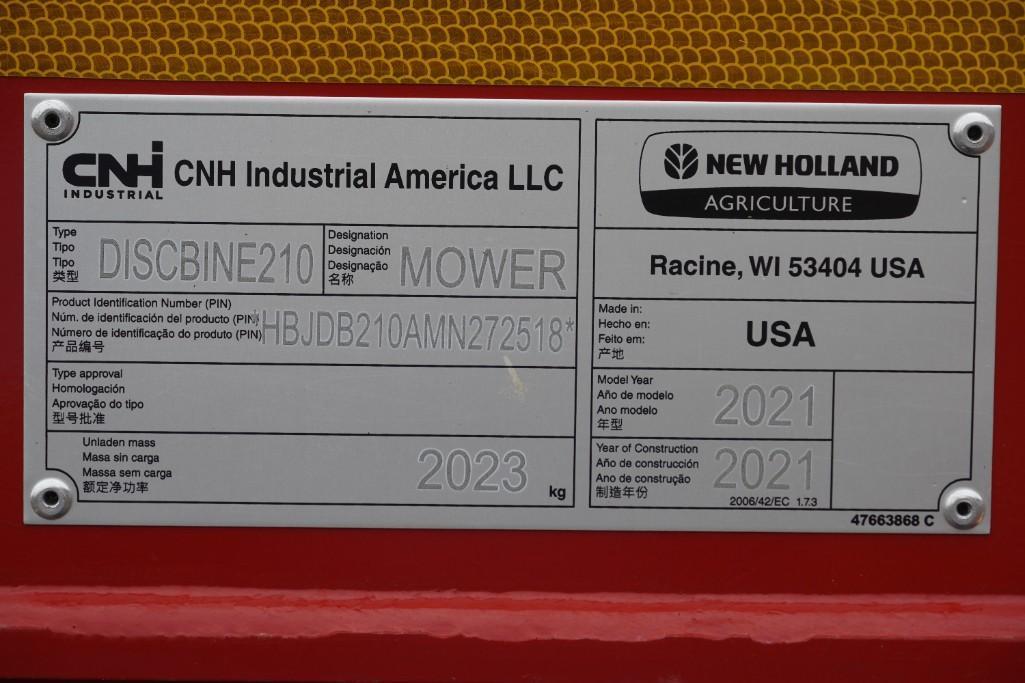 CNH
INDUSTRIAL
CNH Industrial America LLC
Type
Tipo
Tipo
类型
DISCBINE210
Designation
Designación
Designação
名称
MOWER
Product Identification Number (PIN)
Núm. de identificación del producto (PIN)
Número de identificação do produto (PIN)
产品编号
*HBJDB210AMN272518*
Type approval
Homologación
Aprovação do tipo
型号批准
Unladen mass
Masa sin carga
Massa sem carga
额定净功率
2023
kg
NEW HOLLAND
AGRICULTURE
Racine, WI 53404 USA
Made in:
Hecho en:
Feito em:
产地
USA
Model Year
Año de modelo
Ano modelo
年型
2021
Year of Construction
Año de construcción
Ano de construção
制造年份
2021
2006/42/EC 1.7.3
47663868 C